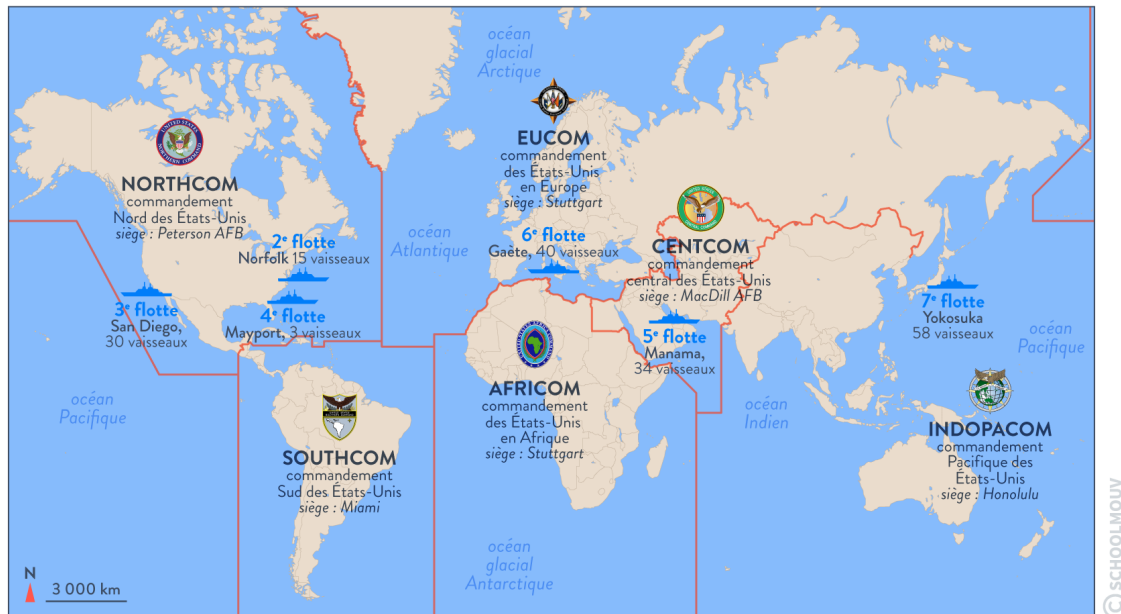 océan
glacial
Arctique
EUCOM
commandement
des États-Unis
en Europe
siège : Stuttgart
NORTHCOM
commandement
Nord des États-Unis
siège : Peterson AFB
CENTCOM
commandement
central des États-Unis
siège : MacDill AFB
océan
Atlantique
2e flotte
Norfolk 15 vaisseaux
6e flotte
Gaète, 40 vaisseaux
3e flotte
San Diego,
30 vaisseaux
4e flotte
Mayport, 3 vaisseaux
5e flotte
Manama,
34 vaisseaux
7e flotte
Yokosuka
58 vaisseaux
océan
Pacifique
océan
Pacifique
AFRICOM
commandement
des États-Unis
en Afrique
siège : Stuttgart
océan
Indien
SOUTHCOM
commandement
Sud des États-Unis
siège : Miami
INDOPACOM
commandement
Pacifique des
États-Unis
siège : Honolulu
océan
glacial
Antarctique
N
3 000 km
© SCHOOLMOUV